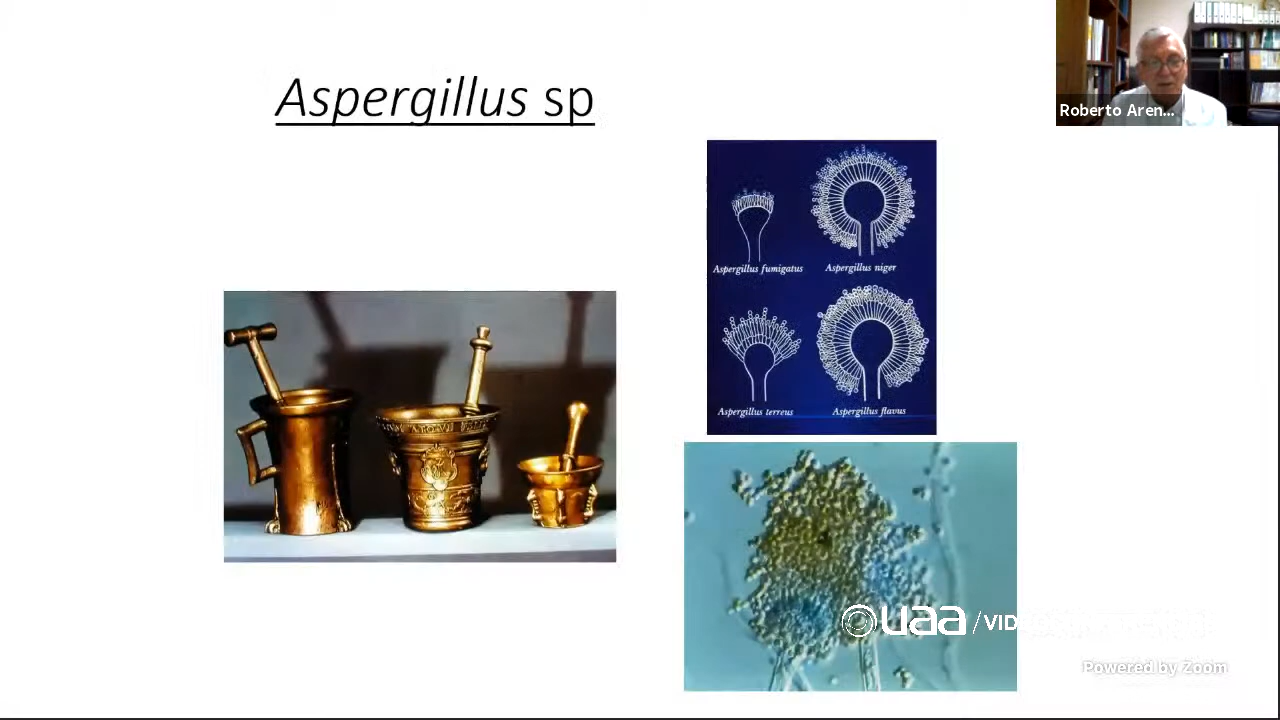 Aspergillus sp
Roberto Aren...
Aspergillus fumigatus
Aspergillus niger
Aspergillus terreus
Aspergillus flavus
uaa / VID
Powered by Zoom